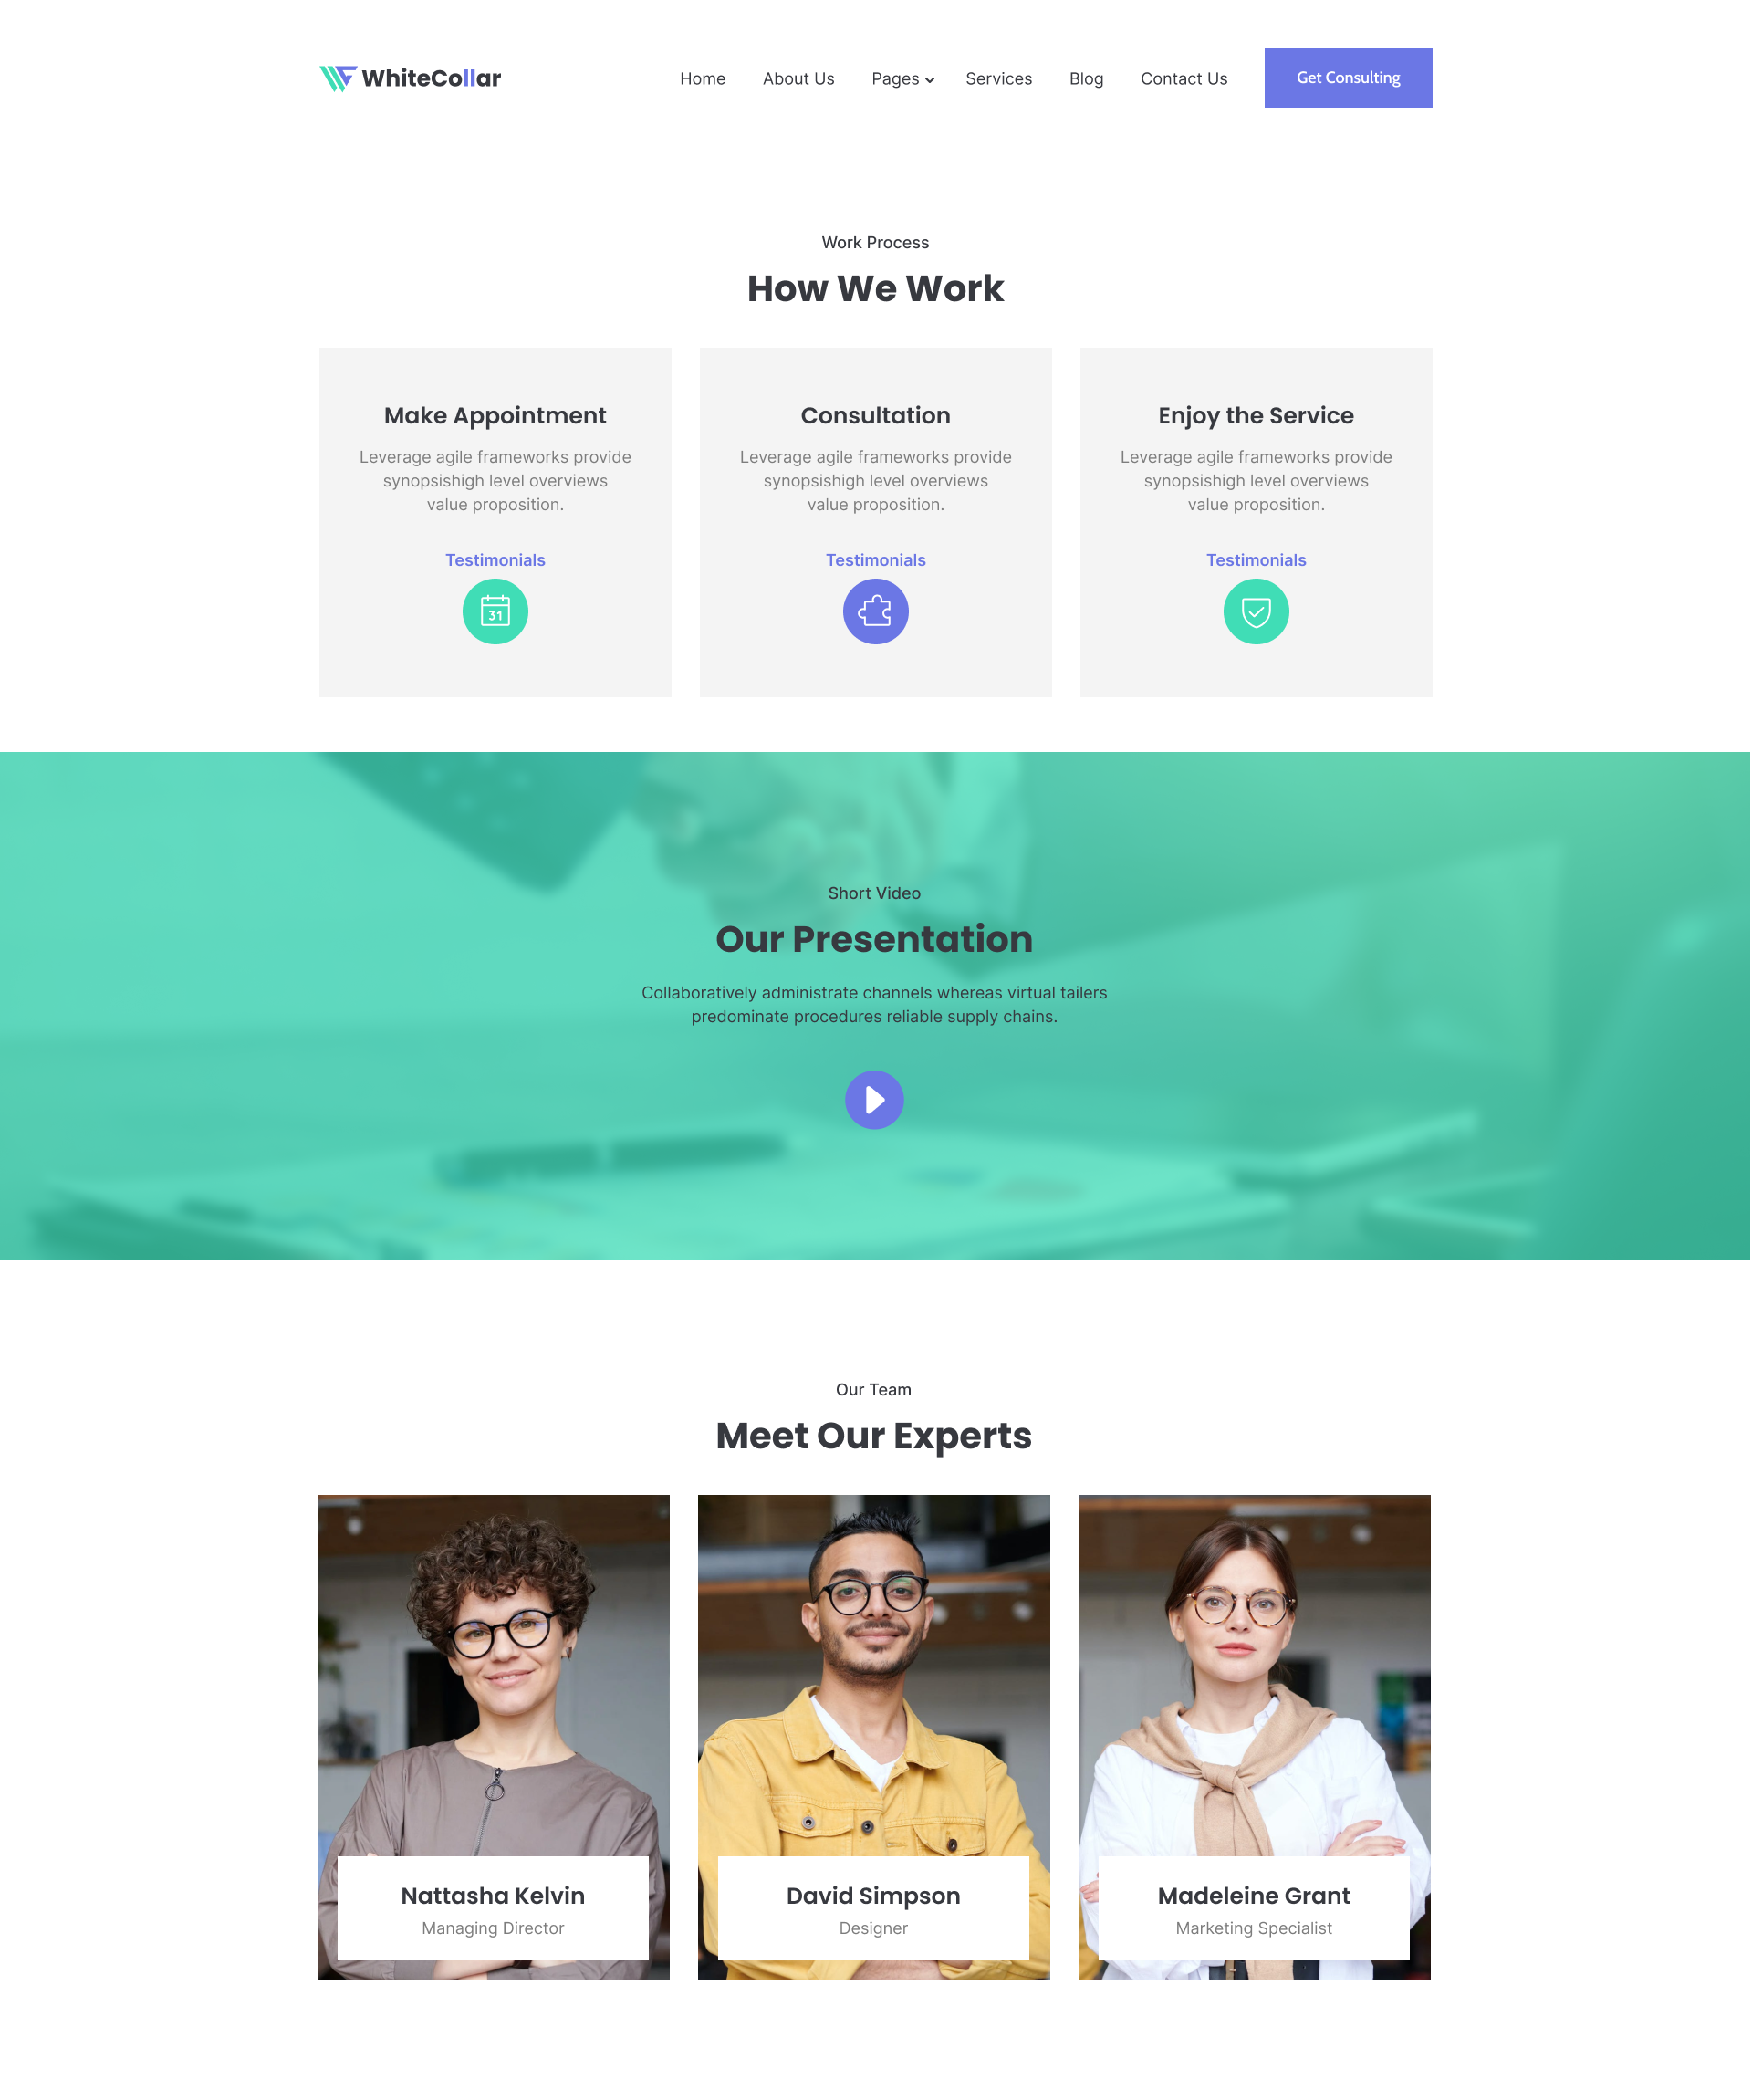 WhiteCollar
Home About Us Pages Services Blog Contact Us Get Consulting
Work Process
How We Work
Make Appointment
Leverage agile frameworks provide
synopsishigh level overviews
value proposition.
Testimonials
31
Consultation
Leverage agile frameworks provide
synopsishigh level overviews
value proposition.
Testimonials
Enjoy the Service
Leverage agile frameworks provide
synopsishigh level overviews
value proposition.
Testimonials
Short Video
Our Presentation
Collaboratively administrate channels whereas virtual tailers
predominate procedures reliable supply chains.
Our Team
Meet Our Experts
Nattasha Kelvin
Managing Director
David Simpson
Designer
Madeleine Grant
Marketing Specialist